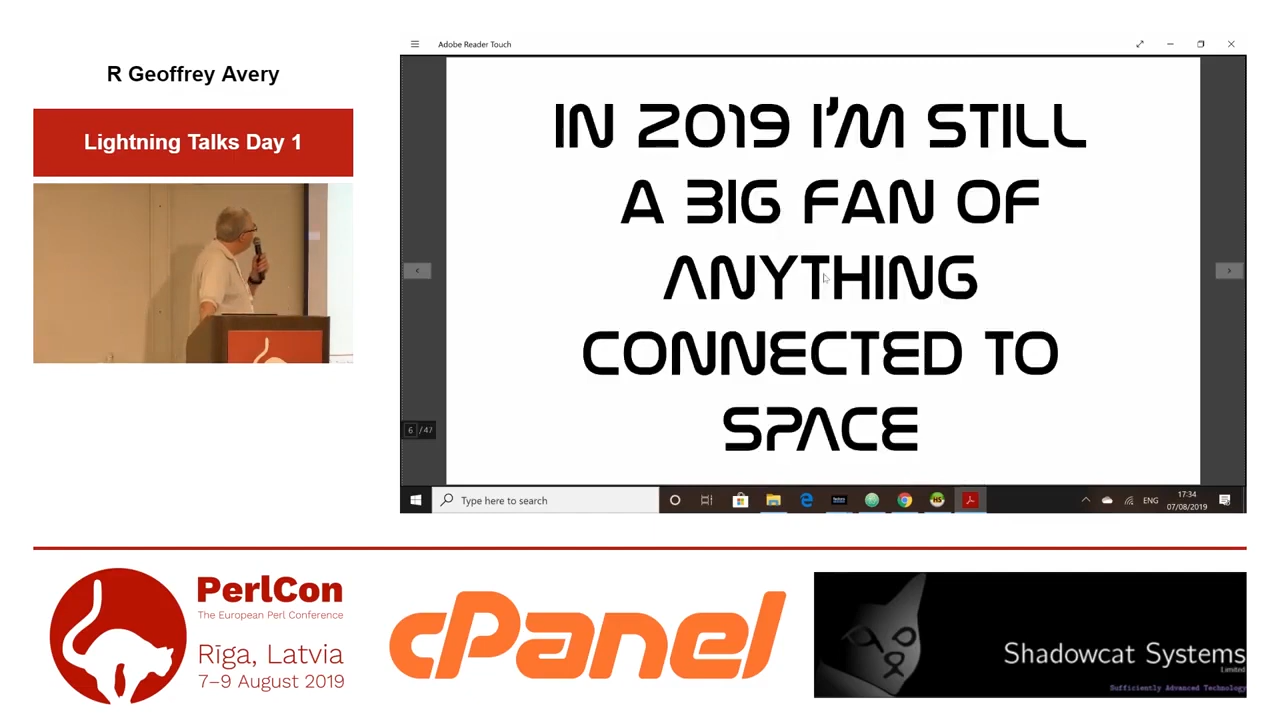 R Geoffrey Avery
Lightning Talks Day 1
Adobe Reader Touch
IN 2019 I'M STILL
A BIG FAN OF
ANYTHING
CONNECTED TO
SPACE
6 / 47
Type here to search
ENG
17:34
07/08/2019
PerlCon
The European Perl Conference
Rīga, Latvia
7–9 August 2019
cPanel
Shadowcat Systems
Limited
Sufficiently Advanced Technology